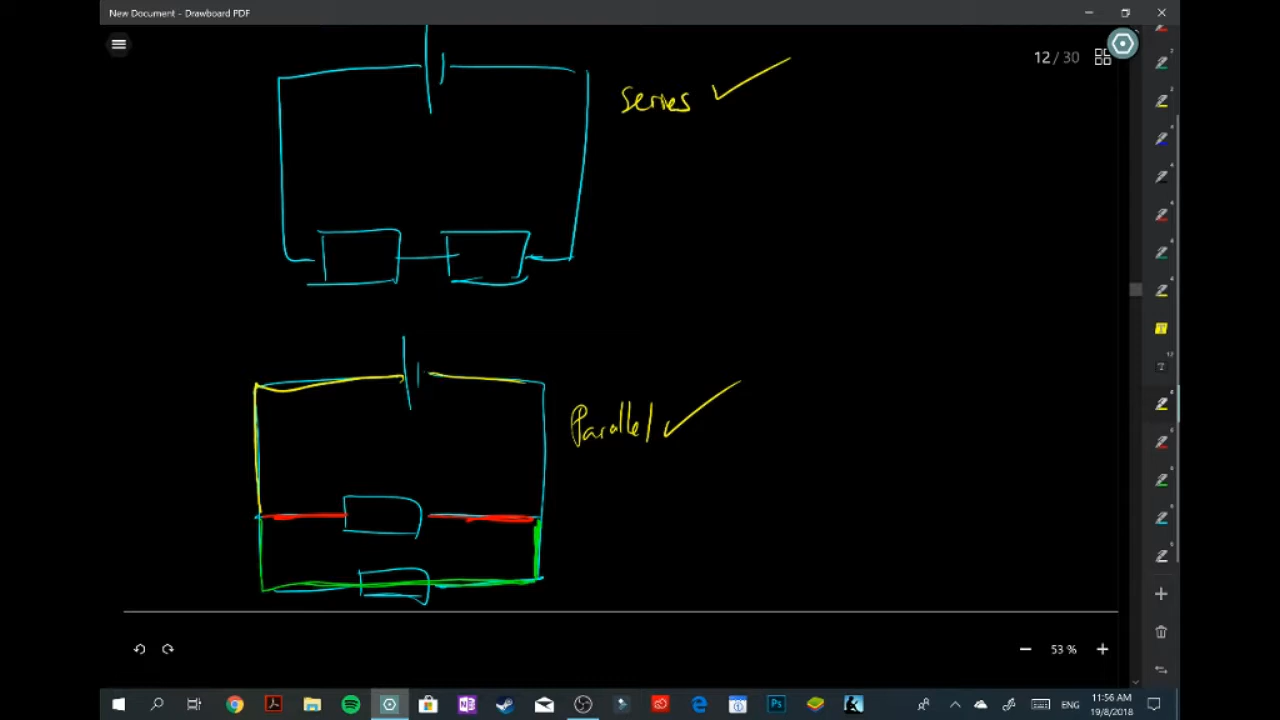 New Document - Drawboard PDF
12 / 30
Series
Parallel
53 %
11:56 AM
ENG
19/8/2018